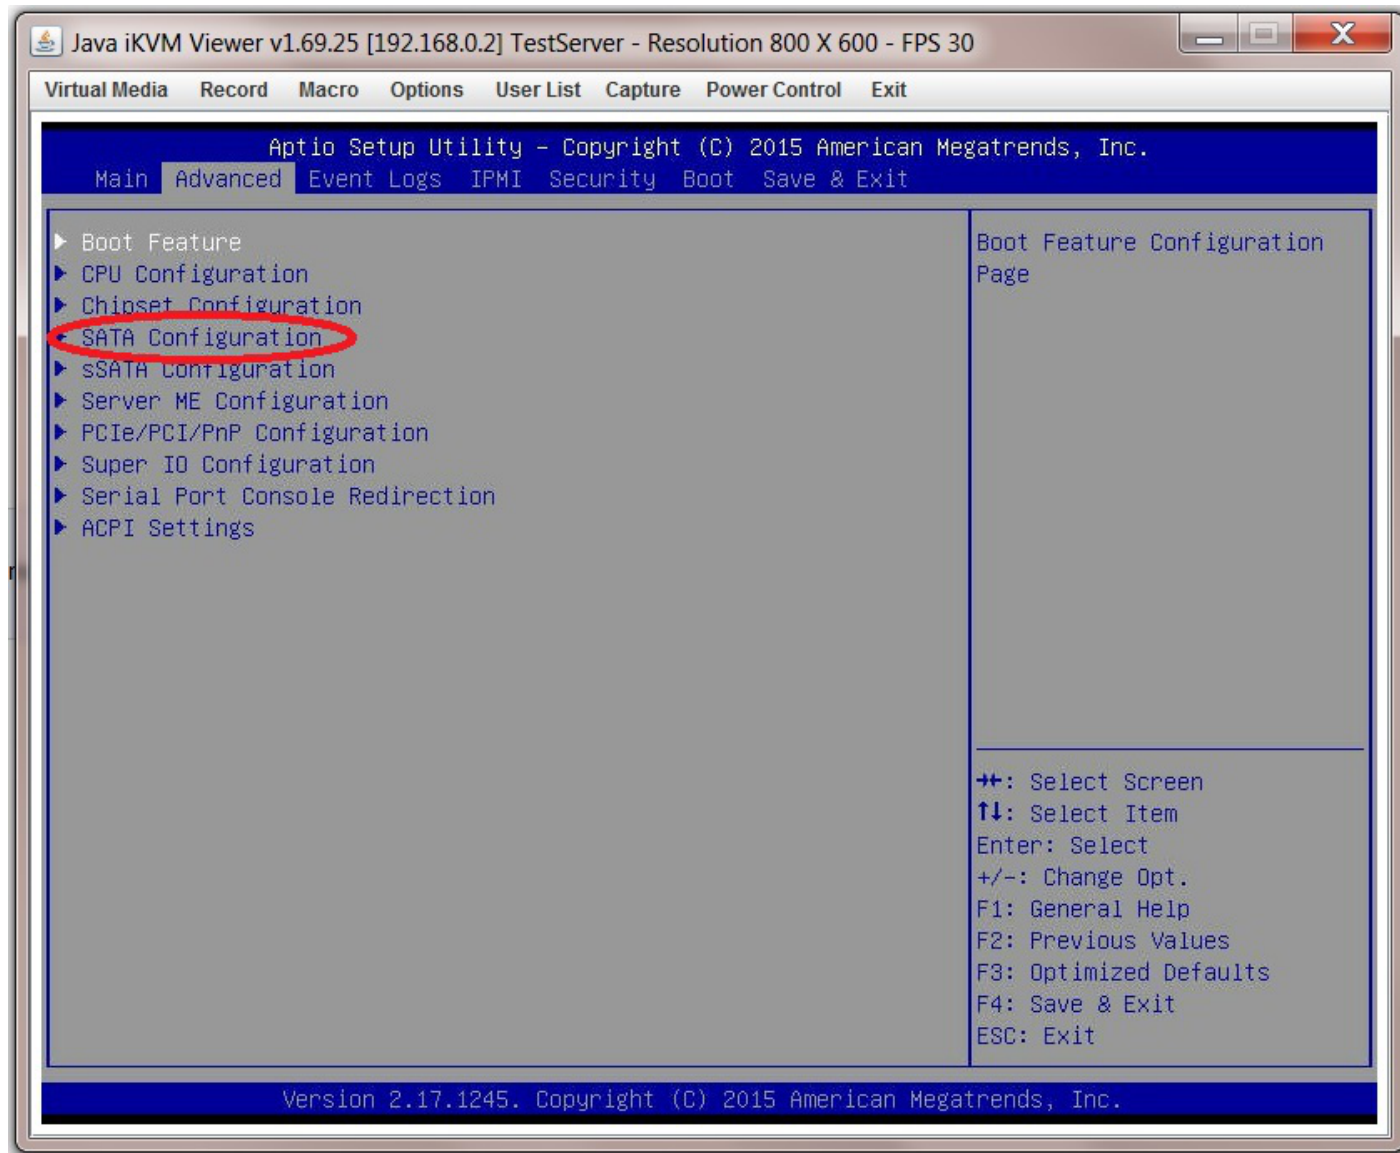 Java iKVM Viewer v1.69.25 [192.168.0.2] TestServer - Resolution 800 X 600 - FPS 30
Virtual Media Record Macro Options User List Capture Power Control Exit
Aptio Setup Utility – Copyright (C) 2015 American Megatrends, Inc.
Main Advanced Event Logs IPMI Security Boot Save & Exit
Boot Feature
CPU Configuration
Chipset Configuration
SATA Configuration
sSATA Configuration
Server ME Configuration
PCIe/PCI/PnP Configuration
Super IO Configuration
Serial Port Console Redirection
ACPI Settings
Boot Feature Configuration
Page
→←: Select Screen
↑↓: Select Item
Enter: Select
+/-: Change Opt.
F1: General Help
F2: Previous Values
F3: Optimized Defaults
F4: Save & Exit
ESC: Exit
Version 2.17.1245. Copyright (C) 2015 American Megatrends, Inc.